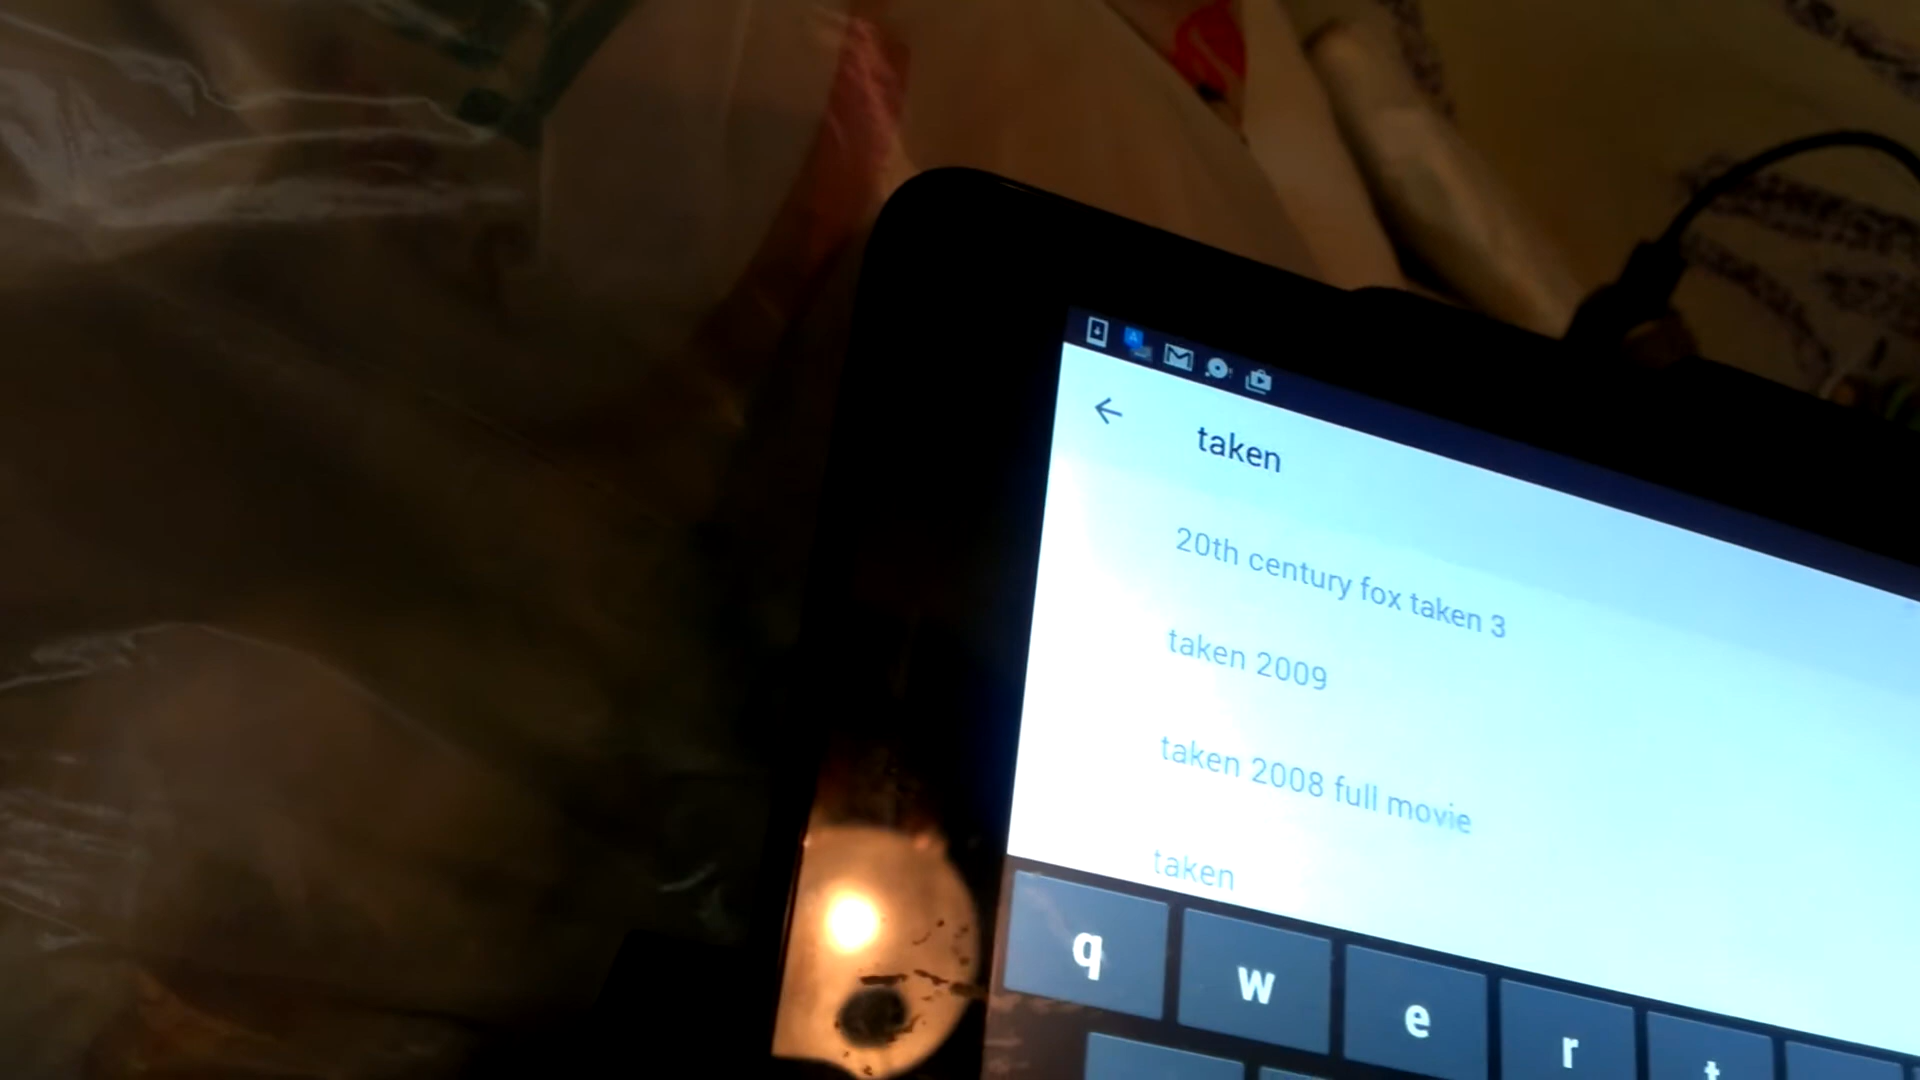 taken
20th century fox taken 3
taken 2009
taken 2008 full movie
taken
q w e r t